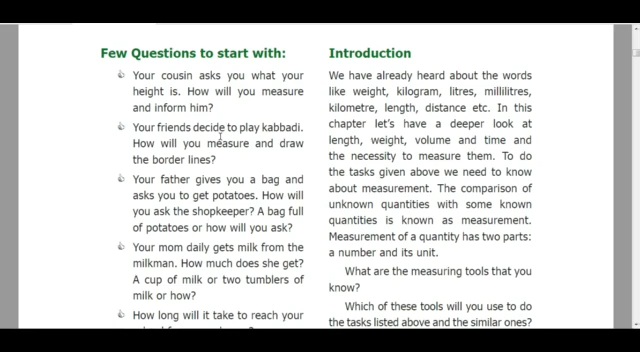 Few Questions to start with:
Your cousin asks you what your
height is. How will you measure
and inform him?
Your friends decide to play kabbadi.
How will you measure and draw
the border lines?
Your father gives you a bag and
asks you to get potatoes. How will
you ask the shopkeeper? A bag full
of potatoes or how will you ask?
Your mom daily gets milk from the
milkman. How much does she get?
A cup of milk or two tumblers of
milk or how?
How long will it take to reach your
Introduction
We have already heard about the words
like weight, kilogram, litres, millilitres,
kilometre, length, distance etc. In this
chapter let's have a deeper look at
length, weight, volume and time and
the necessity to measure them. To do
the tasks given above we need to know
about measurement. The comparison of
unknown quantities with some known
quantities is known as measurement.
Measurement of a quantity has two parts:
a number and its unit.
What are the measuring tools that you
know?
Which of these tools will you use to do
the tasks listed above and the similar ones?